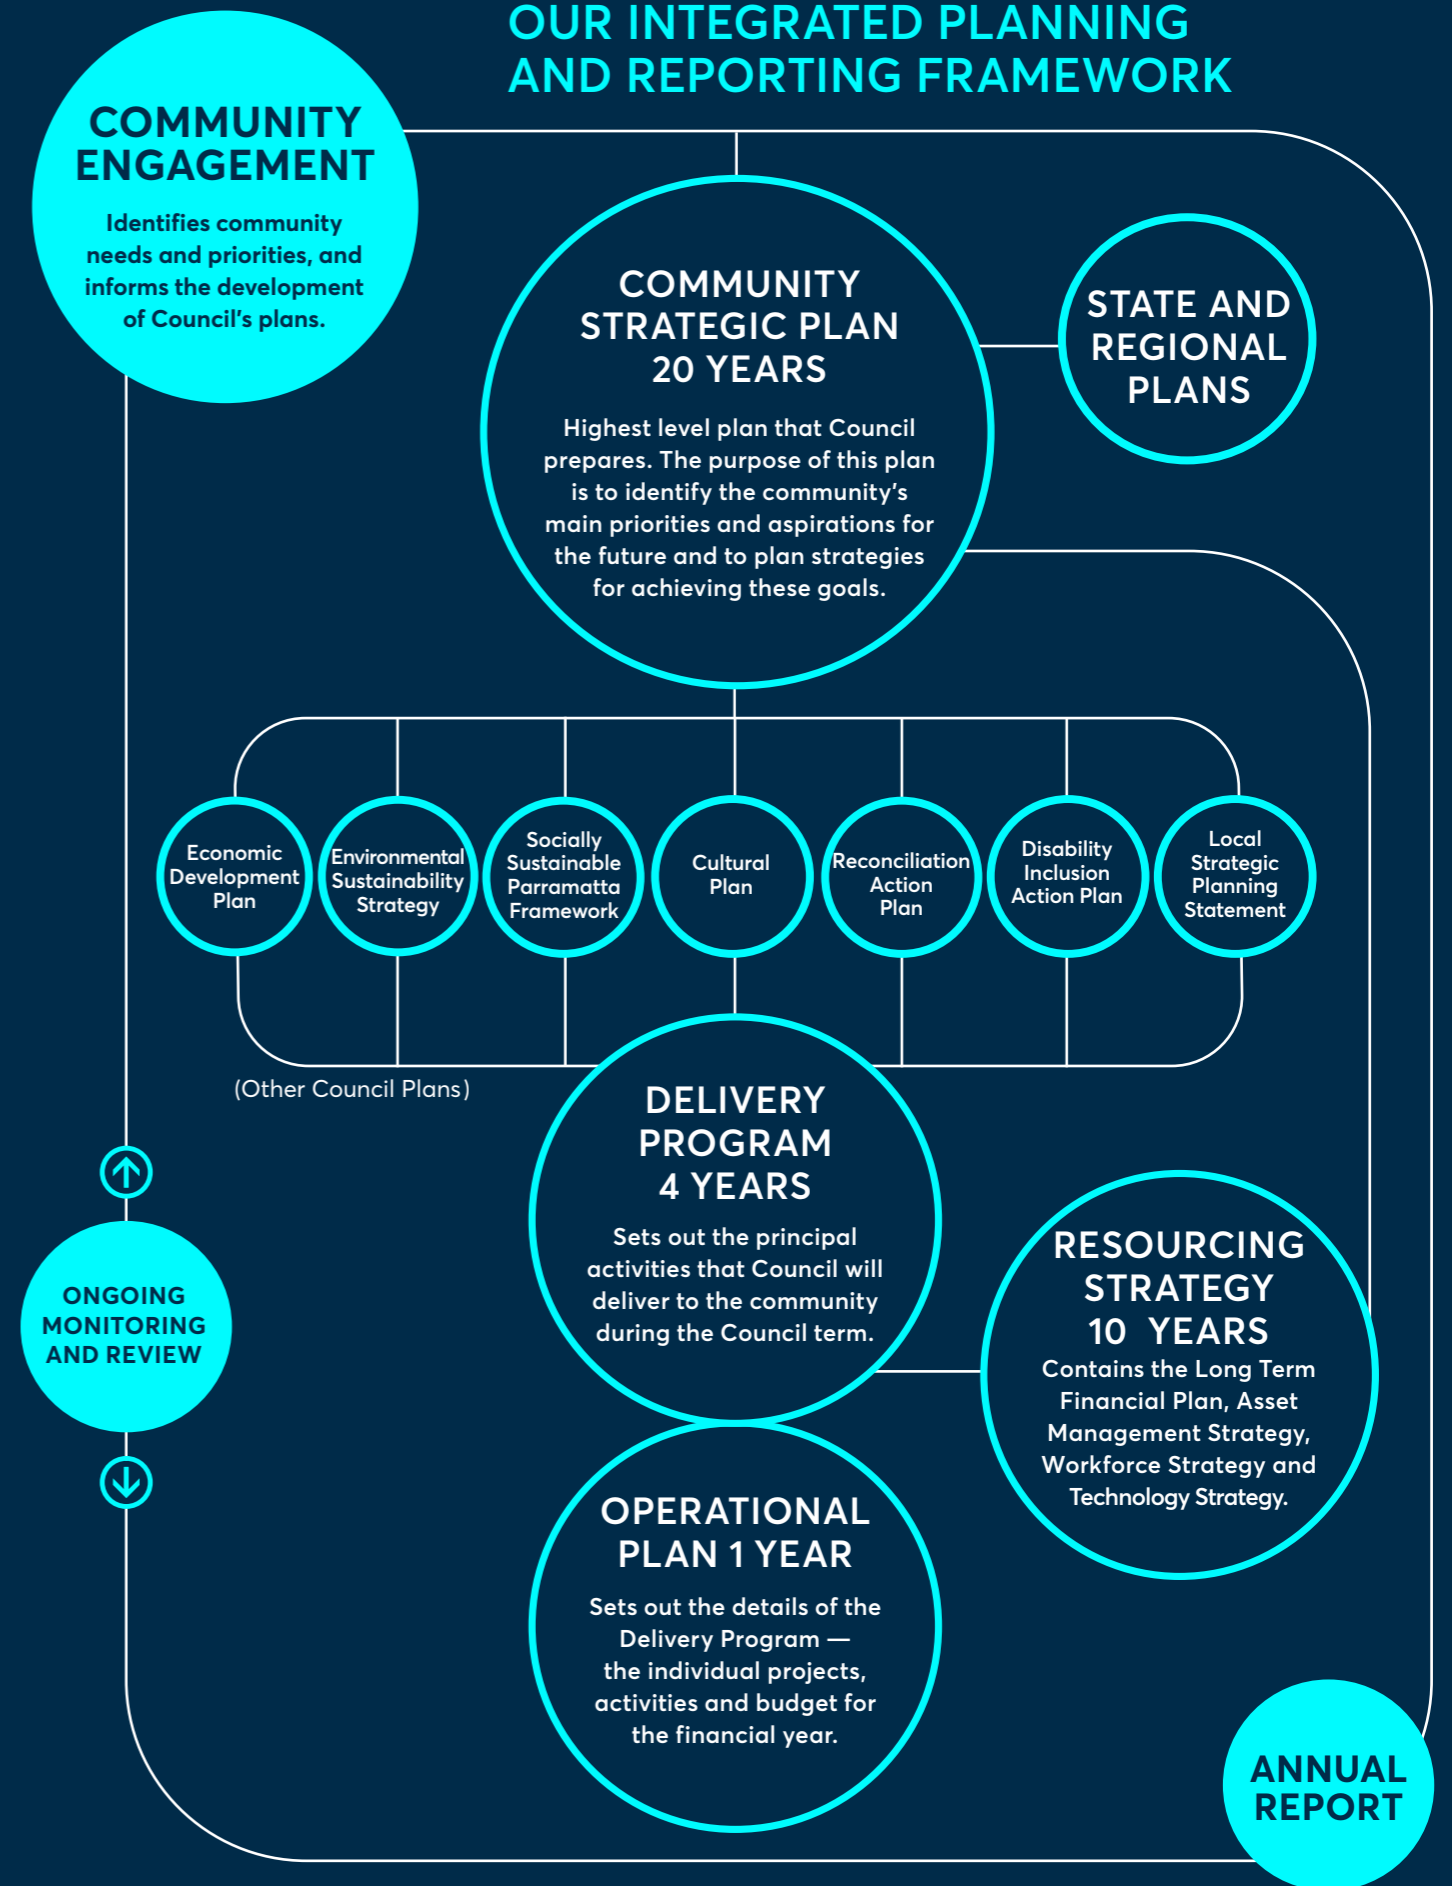 OUR INTEGRATED PLANNING
AND REPORTING FRAMEWORK
COMMUNITY
ENGAGEMENT
Identifies community
needs and priorities, and
informs the development
of Council's plans.
COMMUNITY
STRATEGIC PLAN
20 YEARS
Highest level plan that Council
prepares. The purpose of this plan
is to identify the community's
main priorities and aspirations for
the future and to plan strategies
for achieving these goals.
STATE AND
REGIONAL
PLANS
Economic
Development
Plan
Environmental
Sustainability
Strategy
Socially
Sustainable
Parramatta
Framework
Cultural
Plan
Reconciliation
Action
Plan
Disability
Inclusion
Action Plan
Local
Strategic
Planning
Statement
(Other Council Plans)
DELIVERY
PROGRAM
4 YEARS
Sets out the principal
activities that Council will
deliver to the community
during the Council term.
RESOURCING
STRATEGY
10 YEARS
Contains the Long Term
Financial Plan, Asset
Management Strategy,
Workforce Strategy and
Technology Strategy.
ONGOING
MONITORING
AND REVIEW
OPERATIONAL
PLAN 1 YEAR
Sets out the details of the
Delivery Program —
the individual projects,
activities and budget for
the financial year.
ANNUAL
REPORT